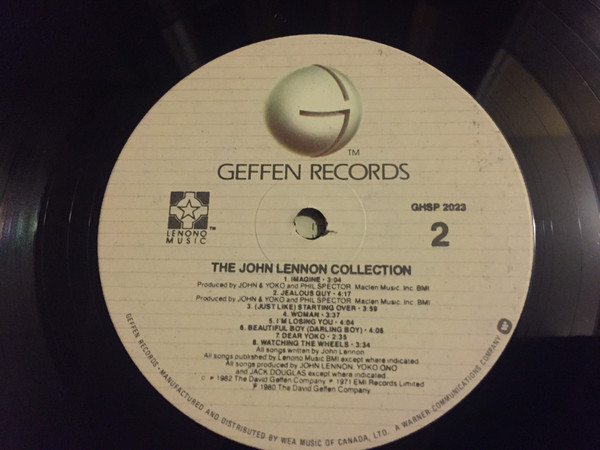 TM
GEFFEN RECORDS
GHSP 2023
2
LENONO
MUSIC
TM
THE JOHN LENNON COLLECTION
1. IMAGINE - 3:04
Produced by JOHN & YOKO and PHIL SPECTOR. Maclen Music, Inc. BMI
2. JEALOUS GUY - 4:17
Produced by JOHN & YOKO and PHIL SPECTOR. Maclen Music, Inc. BMI
3. (JUST LIKE) STARTING OVER - 3:59
4. WOMAN - 3:37
5. I'M LOSING YOU - 4:04
6. BEAUTIFUL BOY (DARLING BOY) - 4:05
7. DEAR YOKO - 2:35
8. WATCHING THE WHEELS - 3:34
All songs written by John Lennon
All songs published by Lenono Music BMI except where indicated.
All songs produced by JOHN LENNON, YOKO ONO
and JACK DOUGLAS except where indicated.
© ℗ 1982 The David Geffen Company ℗ 1971 EMI Records Limited
℗ 1980 The David Geffen Company
GEFFEN RECORDS · MANUFACTURED AND DISTRIBUTED BY WEA MUSIC OF CANADA, LTD. A WARNER COMMUNICATIONS COMPANY